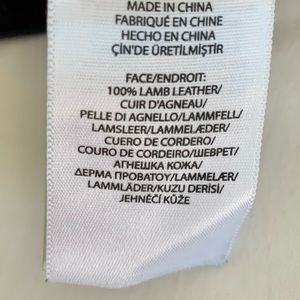 MADE IN CHINA
FABRIQUÉ EN CHINE
HECHO EN CHINA
ÇİN'DE ÜRETİLMİŞTİR
FACE/ENDROIT:
100% LAMB LEATHER/
CUIR D'AGNEAU/
PELLE DI AGNELLO/LAMMFELL/
LAMSLEER/LAMMELÆDER/
CUERO DE CORDERO/
COURO DE CORDEIRO/ШЕВРЕТ/
АГНЕШКА КОЖА/
ΔΕΡΜΑ ΠΡΟΒΑΤΟΥ/LAMMELÆR/
LAMMLÄDER/KUZU DERİSİ/
JEHNĚČÍ KŮŽE